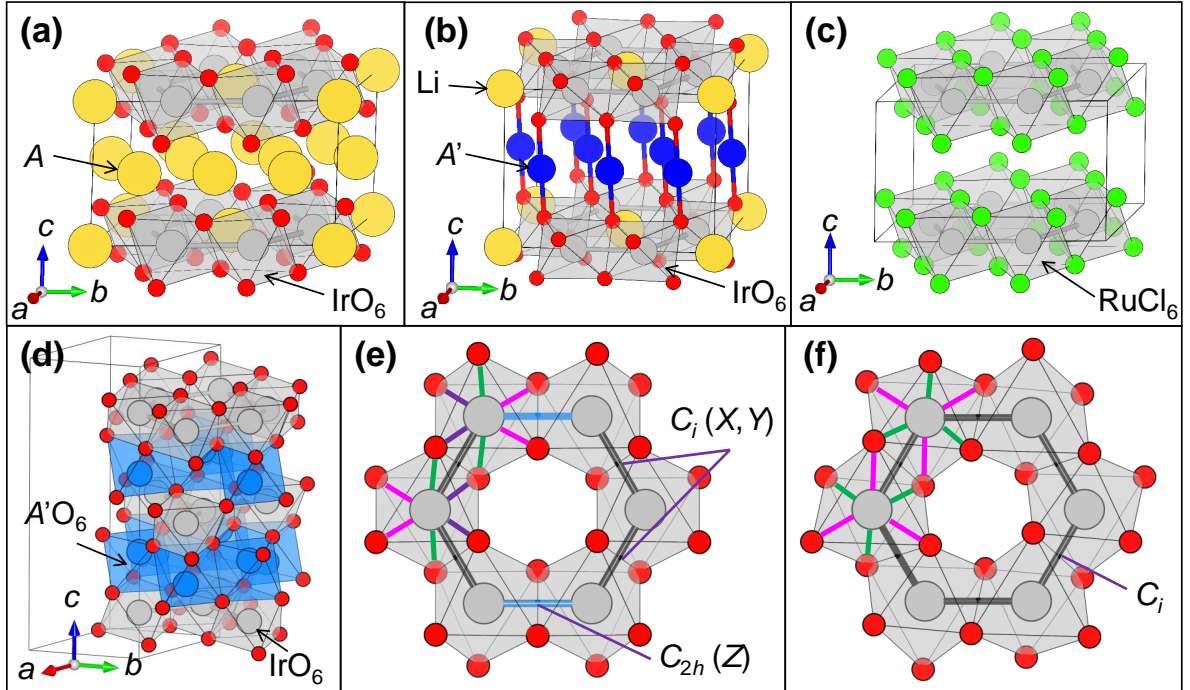 (a)
A
IrO6
c
b
a
(b)
Li
A'
IrO6
c
b
a
(c)
RuCl6
c
b
a
(d)
A'O6
IrO6
c
a
b
(e)
Ci (X, Y)
C2h (Z)
(f)
Ci